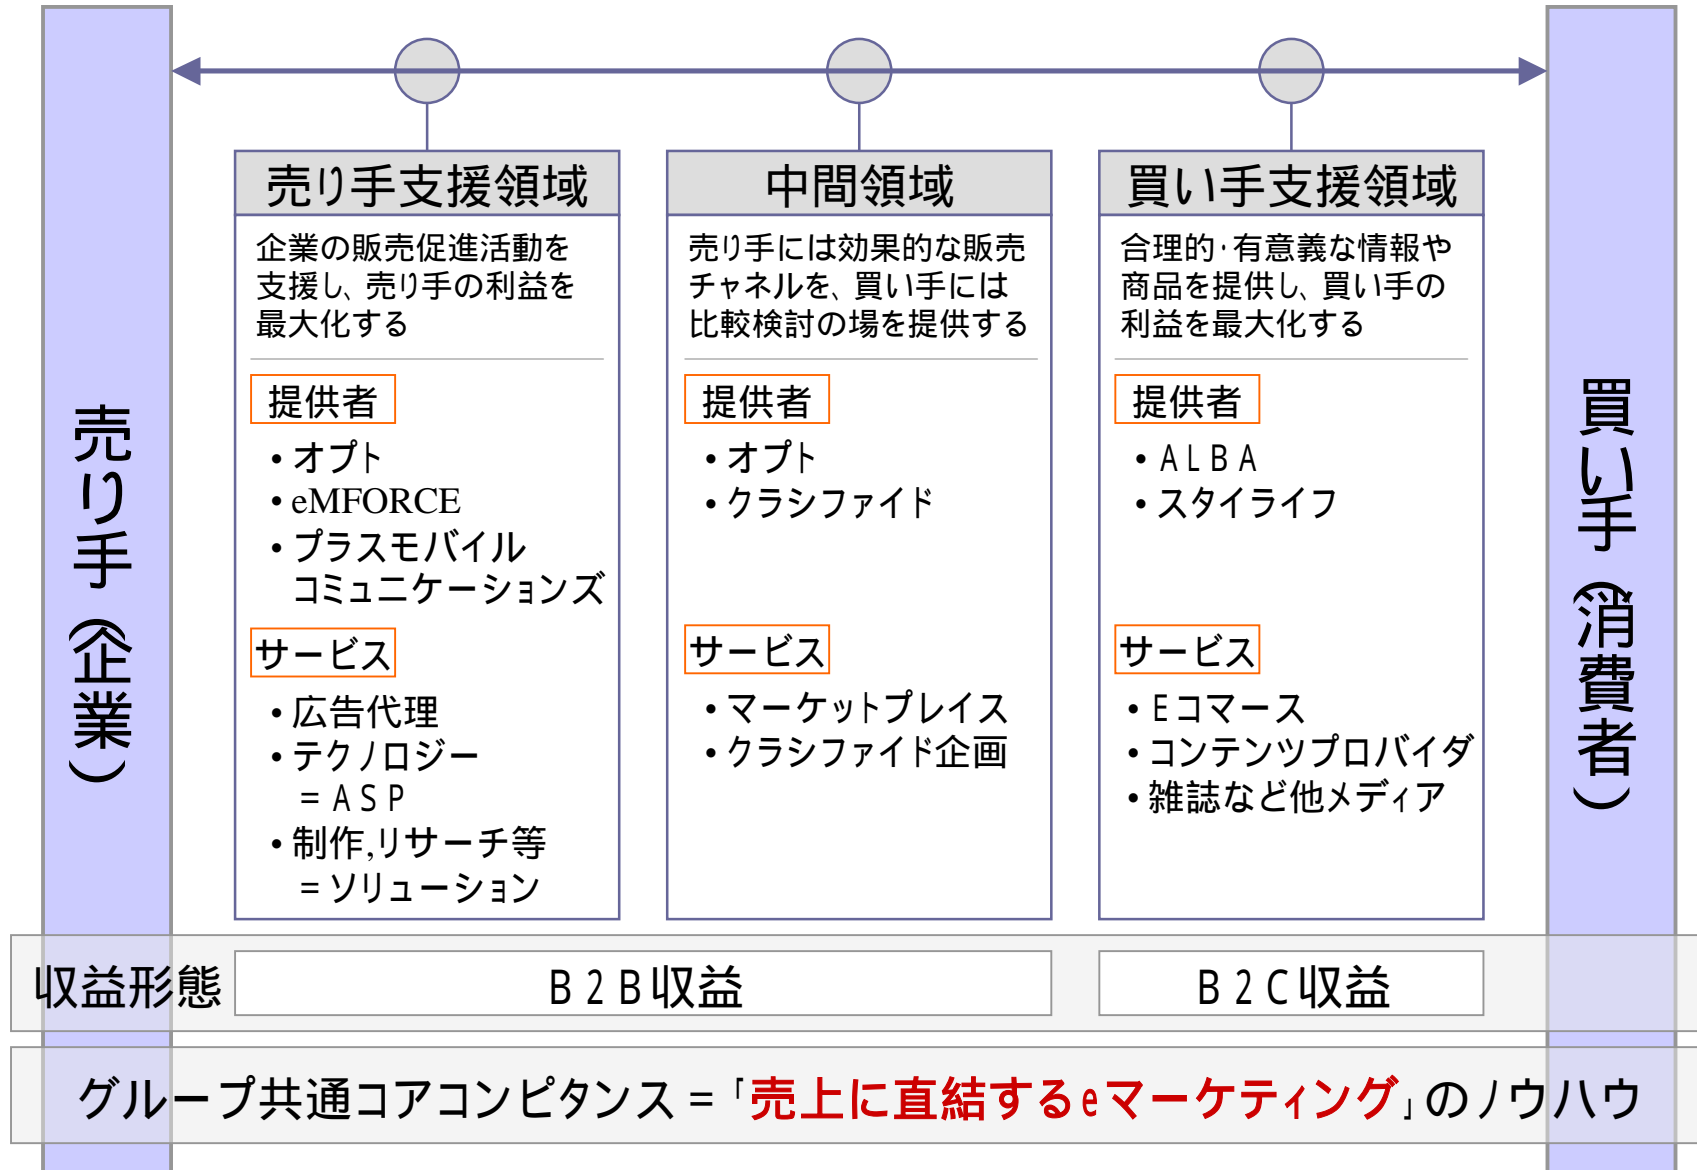 売り手（企業）
売り手支援領域
企業の販売促進活動を
支援し、売り手の利益を
最大化する
提供者
・オプト
・eMFORCE
・プラスモバイル
コミュニケーションズ
サービス
・広告代理
・テクノロジー
＝ＡＳＰ
・制作,リサーチ等
＝ソリューション
中間領域
売り手には効果的な販売
チャネルを、買い手には
比較検討の場を提供する
提供者
・オプト
・クラシファイド
サービス
・マーケットプレイス
・クラシファイド企画
買い手支援領域
合理的・有意義な情報や
商品を提供し、買い手の
利益を最大化する
提供者
・ＡＬＢＡ
・スタイライフ
サービス
・Ｅコマース
・コンテンツプロバイダ
・雑誌など他メディア
買い手（消費者）
収益形態
Ｂ２Ｂ収益
Ｂ２Ｃ収益
グループ共通コアコンピタンス＝「売上に直結するeマーケティング」のノウハウ